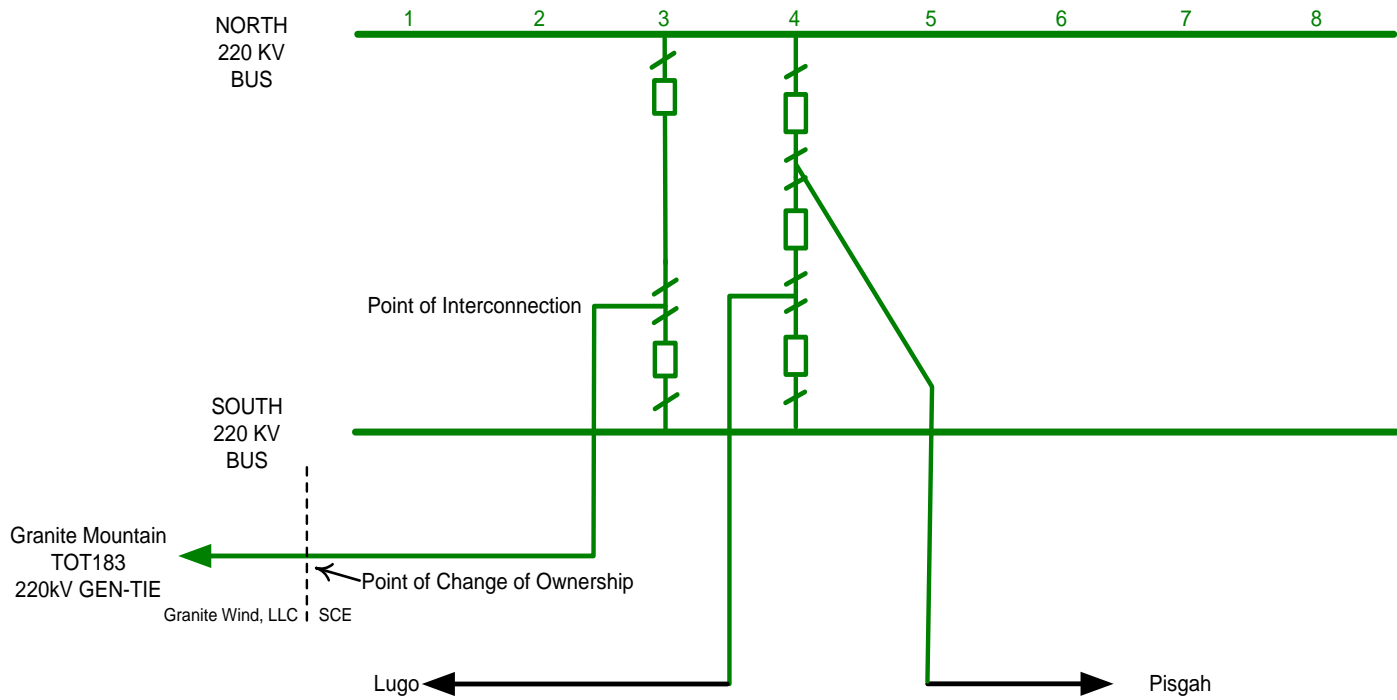 1 2 3 4 5 6 7 8
NORTH
220 KV
BUS
Point of Interconnection
SOUTH
220 KV
BUS
Granite Mountain
TOT183
220kV GEN-TIE
Point of Change of Ownership
Granite Wind, LLC SCE
Lugo
Pisgah